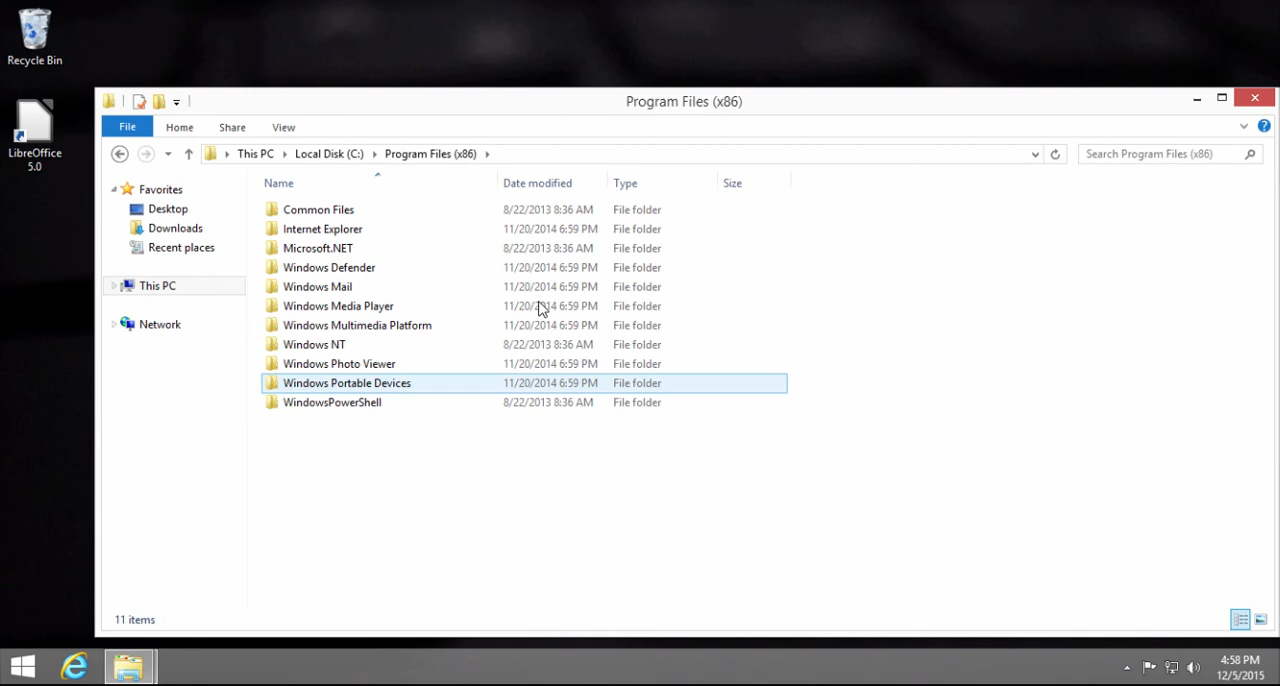 Recycle Bin
LibreOffice
5.0
Program Files (x86)
File Home Share View
This PC Local Disk (C:) Program Files (x86)
Search Program Files (x86)
Favorites
Desktop
Downloads
Recent places
This PC
Network
Name Date modified Type Size
Common Files 8/22/2013 8:36 AM File folder
Internet Explorer 11/20/2014 6:59 PM File folder
Microsoft.NET 8/22/2013 8:36 AM File folder
Windows Defender 11/20/2014 6:59 PM File folder
Windows Mail 11/20/2014 6:59 PM File folder
Windows Media Player 11/20/2014 6:59 PM File folder
Windows Multimedia Platform 11/20/2014 6:59 PM File folder
Windows NT 8/22/2013 8:36 AM File folder
Windows Photo Viewer 11/20/2014 6:59 PM File folder
Windows Portable Devices 11/20/2014 6:59 PM File folder
WindowsPowerShell 8/22/2013 8:36 AM File folder
11 items
4:58 PM
12/5/2015